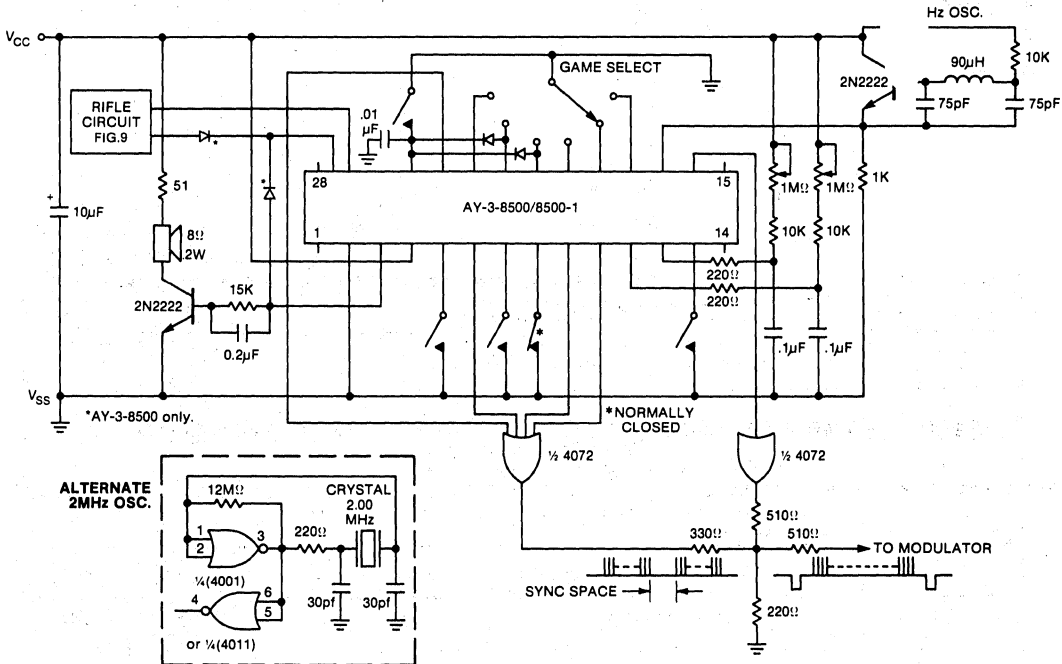 Hz OSC.
VCC
GAME SELECT
10K
90μH
2N2222
75pF
75pF
RIFLE
CIRCUIT
FIG.9
*
.01
μF
*
51
28
15
AY-3-8500/8500-1
1
14
1MΩ
1MΩ
1K
+
10μF
8Ω
.2W
10K
10K
220Ω
220Ω
15K
2N2222
0.2μF
*
.1μF
.1μF
VSS
*AY-3-8500 only.
*NORMALLY
CLOSED
½ 4072
½ 4072
ALTERNATE
2MHz OSC.
12MΩ
CRYSTAL
2.00
MHz
1
2
3
220Ω
¼(4001)
4
6
5
30pf
30pf
or ¼(4011)
510Ω
330Ω
510Ω
TO MODULATOR
SYNC SPACE
220Ω